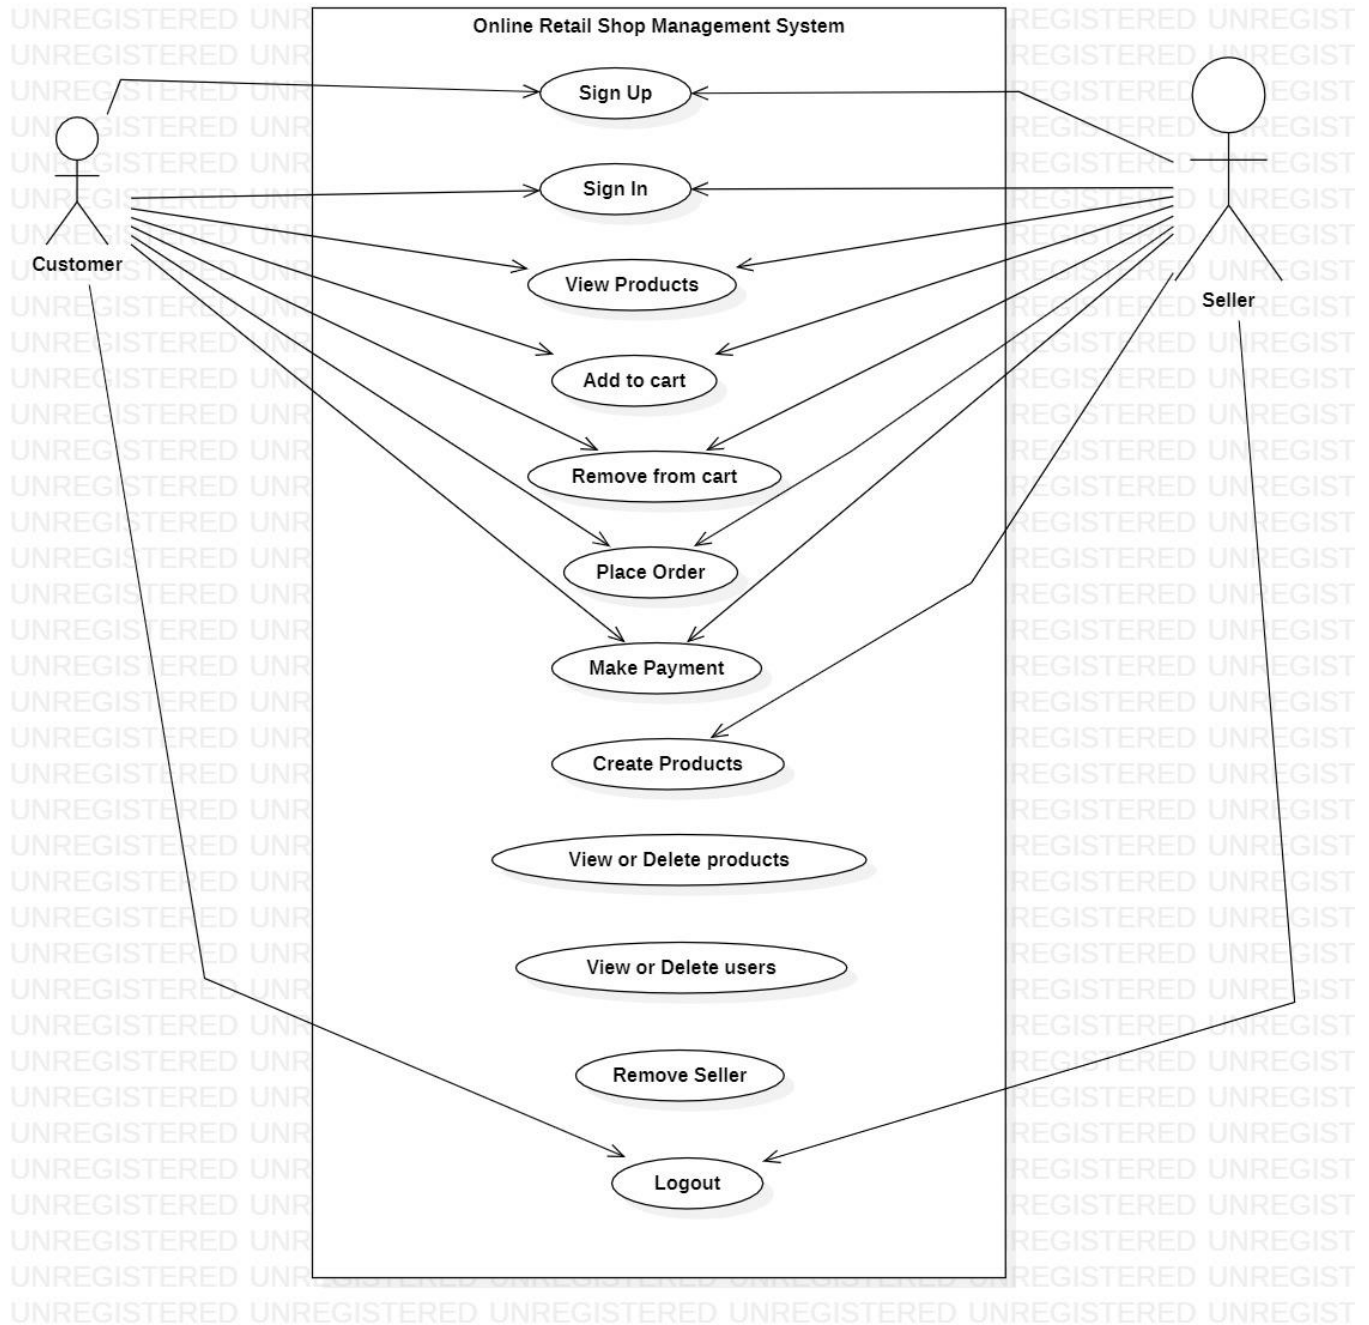 Online Retail Shop Management System
Sign Up
Sign In
Customer
View Products
Seller
Add to cart
Remove from cart
Place Order
Make Payment
Create Products
View or Delete products
View or Delete users
Remove Seller
Logout
UNREGISTERED UNREGISTERED UNREGISTERED UNREGISTERED UNREGISTERED UNREGIST